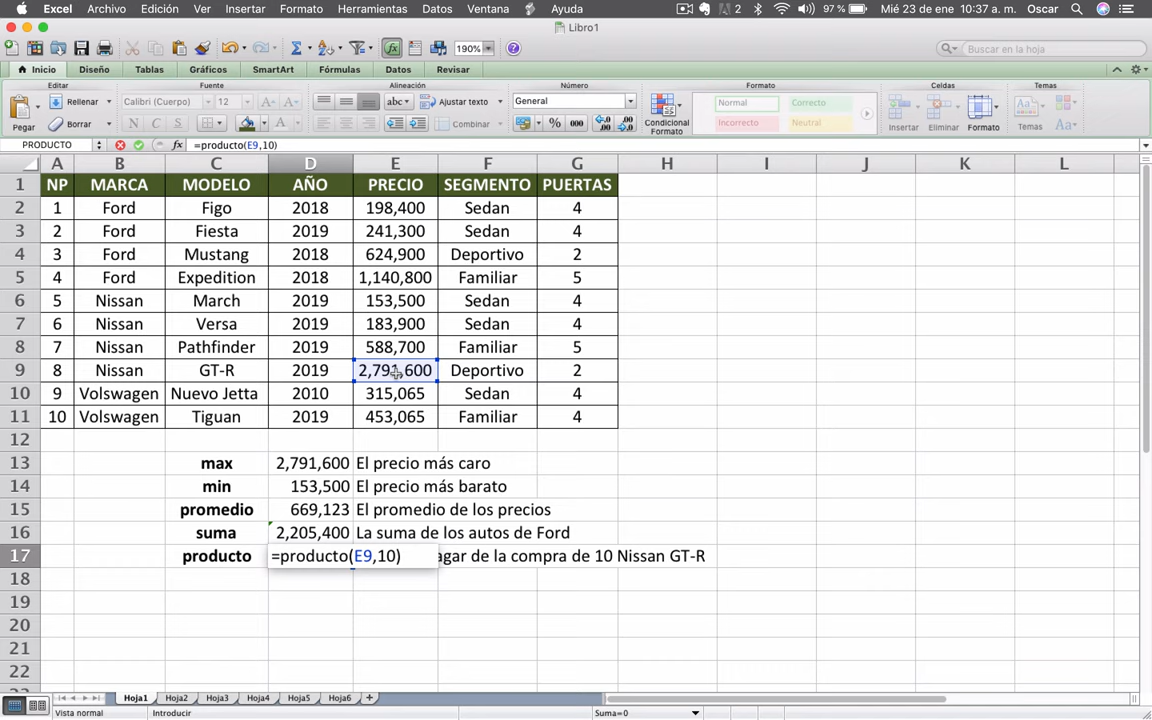 Excel Archivo Edición Ver Insertar Formato Herramientas Datos Ventana Ayuda 2 97 % Mié 23 de ene 10:37 a. m. Oscar
Libro1
190% Buscar en la hoja
Inicio Diseño Tablas Gráficos SmartArt Fórmulas Datos Revisar
Editar Fuente Alineación Número Formato Celdas Temas
Pegar Rellenar Calibri (Cuerpo) 12 abc Ajustar texto General Condicional Formato Normal Correcto Insertar Eliminar Formato Temas Aa
Borrar N C S A Combinar % 000 Incorrecto Neutral
PRODUCTO fx =producto(E9,10)
A B C D E F G H I J K L
1 NP MARCA MODELO AÑO PRECIO SEGMENTO PUERTAS
2 1 Ford Figo 2018 198,400 Sedan 4
3 2 Ford Fiesta 2019 241,300 Sedan 4
4 3 Ford Mustang 2018 624,900 Deportivo 2
5 4 Ford Expedition 2018 1,140,800 Familiar 5
6 5 Nissan March 2019 153,500 Sedan 4
7 6 Nissan Versa 2019 183,900 Sedan 4
8 7 Nissan Pathfinder 2019 588,700 Familiar 5
9 8 Nissan GT-R 2019 2,791,600 Deportivo 2
10 9 Volswagen Nuevo Jetta 2010 315,065 Sedan 4
11 10 Volswagen Tiguan 2019 453,065 Familiar 4
12
13 max 2,791,600 El precio más caro
14 min 153,500 El precio más barato
15 promedio 669,123 El promedio de los precios
16 suma 2,205,400 La suma de los autos de Ford
17 producto =producto(E9,10) agar de la compra de 10 Nissan GT-R
18
19
20
21
22
Hoja1 Hoja2 Hoja3 Hoja4 Hoja5 Hoja6
Vista normal Introducir Suma=0